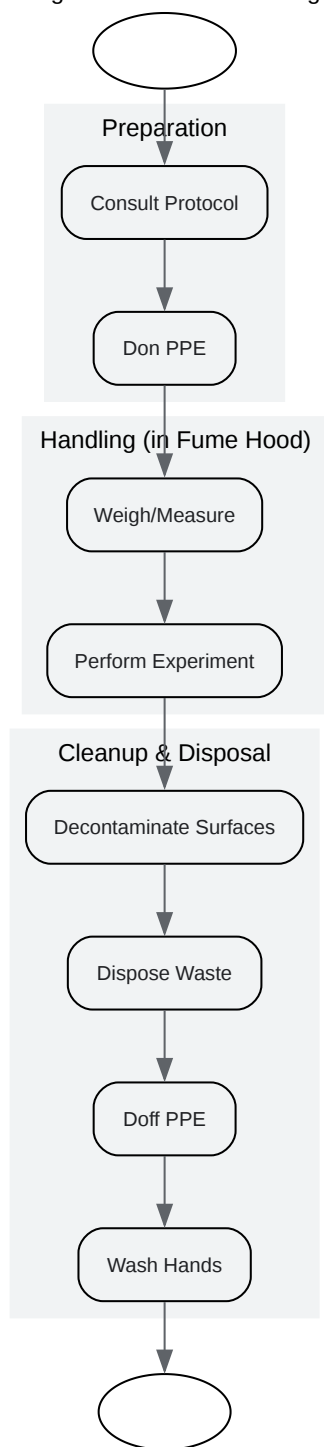 Preparation
Consult Protocol
Don PPE
Handling (in Fume Hood)
Weigh/Measure
Perform Experiment
Cleanup & Disposal
Decontaminate Surfaces
Dispose Waste
Doff PPE
Wash Hands